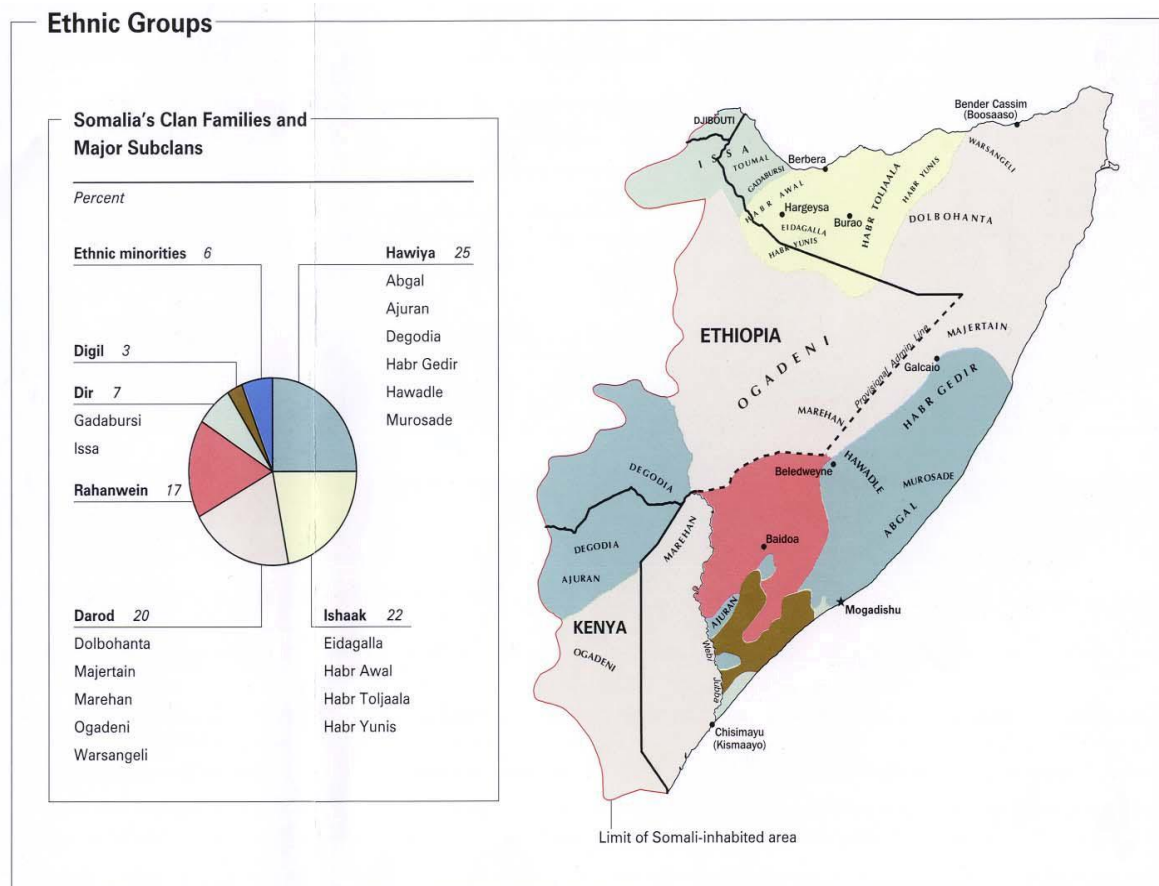 Ethnic Groups
Somalia's Clan Families and
Major Subclans
Percent
Ethnic minorities 6
Hawiya 25
Abgal
Ajuran
Degodia
Habr Gedir
Hawadle
Murosade
Digil 3
Dir 7
Gadabursi
Issa
Rahanwein 17
Darod 20
Dolbohanta
Majertain
Marehan
Ogadeni
Warsangeli
Ishaak 22
Eidagalla
Habr Awal
Habr Toljaala
Habr Yunis
DJIBOUTI
ISSA
TOUMAL
GADABURSI
HABR AWAL
Berbera
Hargeysa
EIDAGALLA
HABR YUNIS
Burao
HABR TOLJAALA
HABR YUNIS
Bender Cassim
(Boosaaso)
WARSANGELI
DOLBOHANTA
ETHIOPIA
OGADENI
Provisional Admin Line
MAJERTAIN
Galcaio
MAREHAN
HABR GEDIR
Beledweyne
HAWADLE
MUROSADE
ABGAL
DEGODIA
DEGODIA
AJURAN
MAREHAN
Baidoa
AJURAN
Mogadishu
KENYA
OGADENI
Webi
Jubba
Chisimayu
(Kismaayo)
Limit of Somali-inhabited area